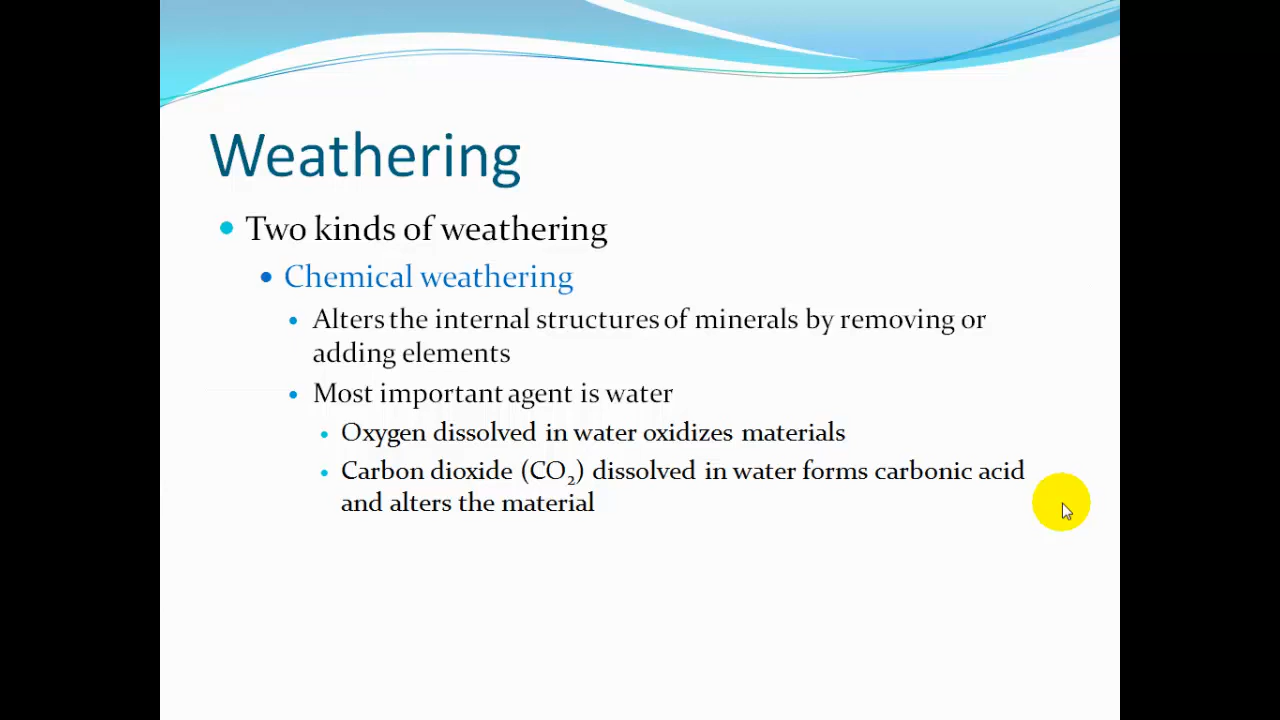 Weathering
Two kinds of weathering
Chemical weathering
Alters the internal structures of minerals by removing or
adding elements
Most important agent is water
Oxygen dissolved in water oxidizes materials
Carbon dioxide (CO₂) dissolved in water forms carbonic acid
and alters the material